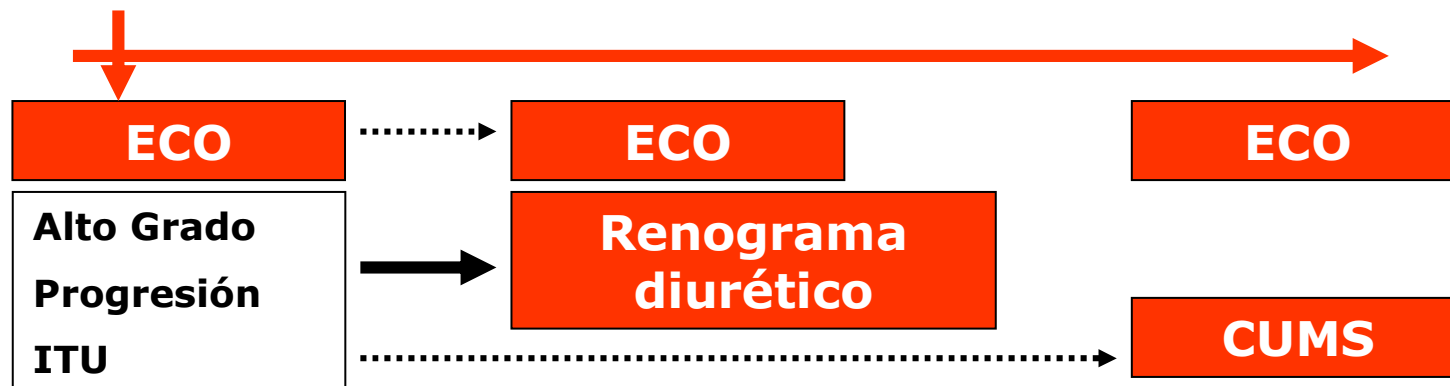 ECO
ECO
ECO
Alto Grado
Progresión
ITU
Renograma
diurético
CUMS